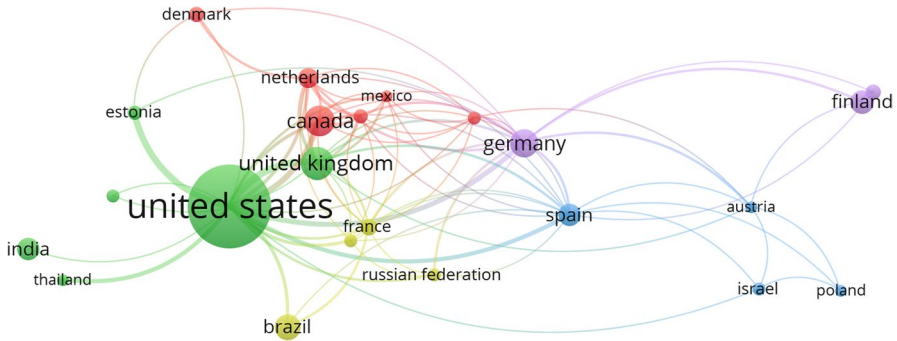 denmark
netherlands
mexico
finland
estonia
canada
germany
united kingdom
united states
austria
spain
france
india
russian federation
thailand
israel
poland
brazil